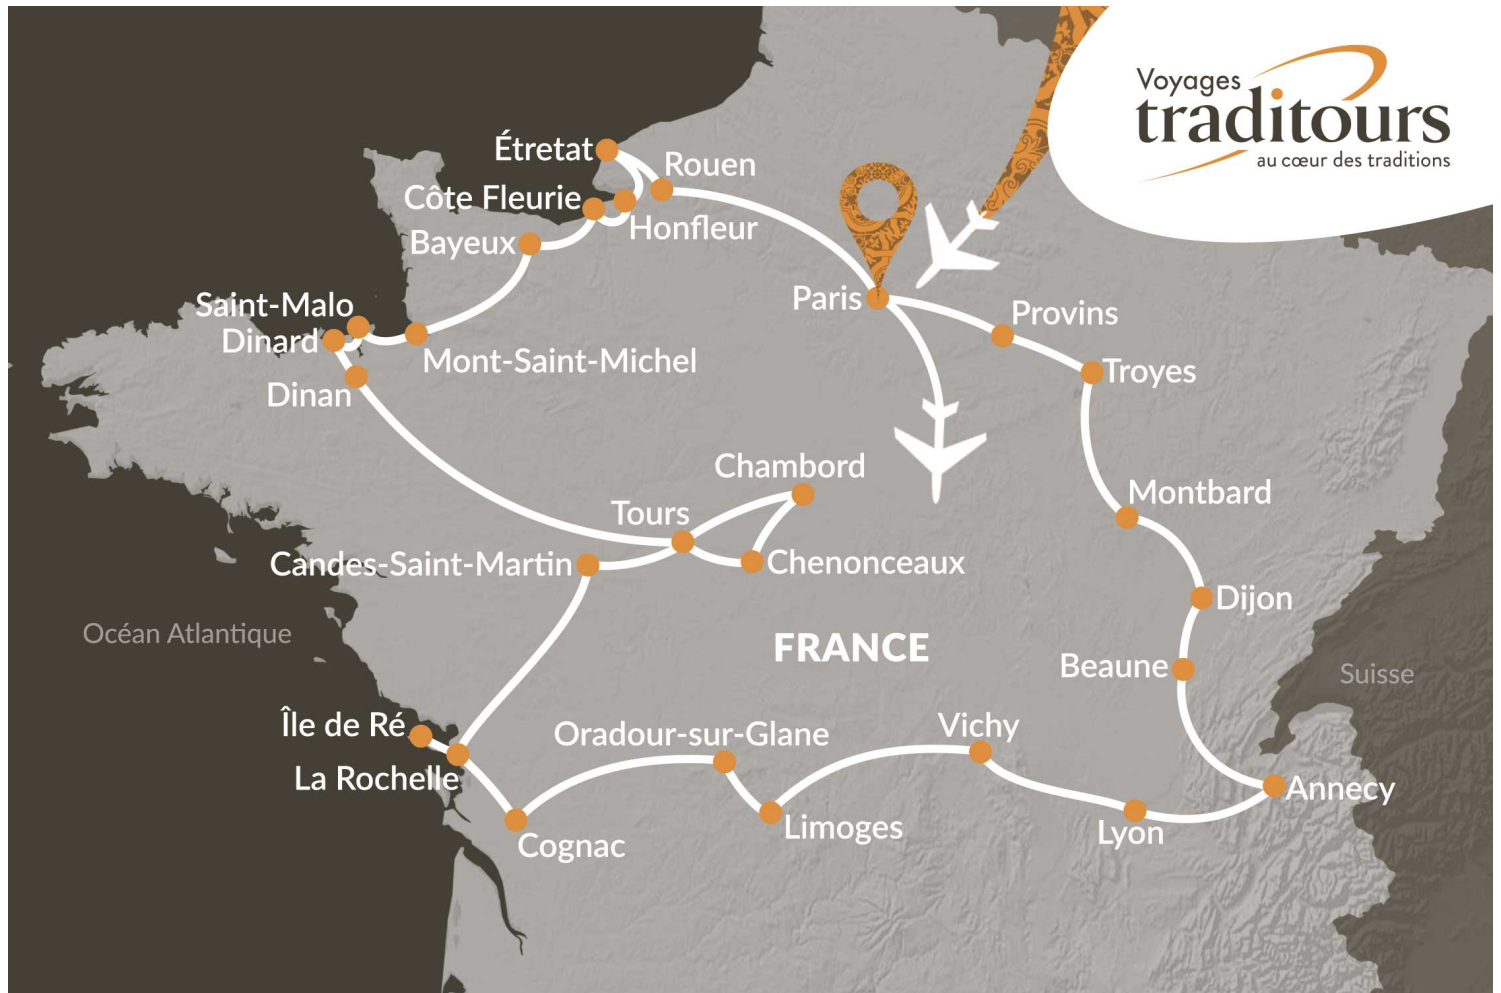 Voyages
traditours
au cœur des traditions
Étretat
Rouen
Côte Fleurie
Honfleur
Bayeux
Saint-Malo
Paris
Provins
Dinard
Mont-Saint-Michel
Troyes
Dinan
Chambord
Montbard
Tours
Candes-Saint-Martin
Chenonceaux
Dijon
Océan Atlantique
FRANCE
Beaune
Suisse
Île de Ré
Oradour-sur-Glane
Vichy
La Rochelle
Annecy
Limoges
Lyon
Cognac